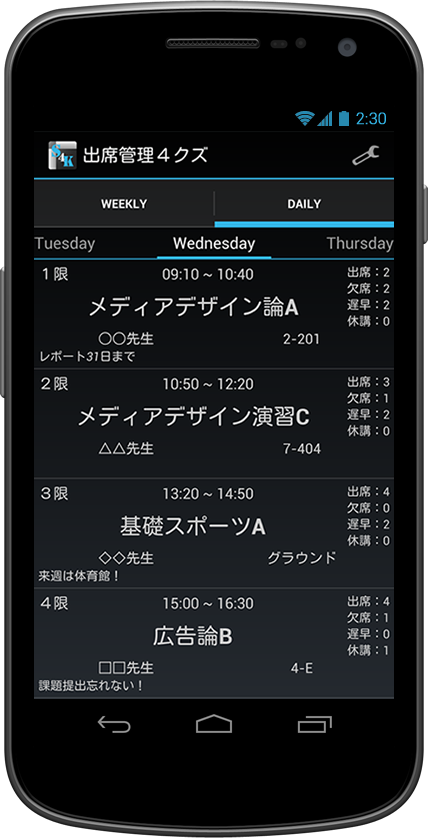 2:30
S4K 出席管理４クズ
WEEKLY DAILY
Tuesday Wednesday Thursday
１限 09:10 ~ 10:40 出席：2
欠席：2
メディアデザイン論A 遅早：2
休講：0
○○先生 2-201
レポート31日まで
２限 10:50 ~ 12:20 出席：3
欠席：1
メディアデザイン演習C 遅早：2
休講：0
△△先生 7-404
３限 13:20 ~ 14:50 出席：4
欠席：0
基礎スポーツA 遅早：2
休講：0
◇◇先生 グラウンド
来週は体育館！
４限 15:00 ~ 16:30 出席：4
欠席：1
広告論B 遅早：0
休講：1
□□先生 4-E
課題提出忘れない！